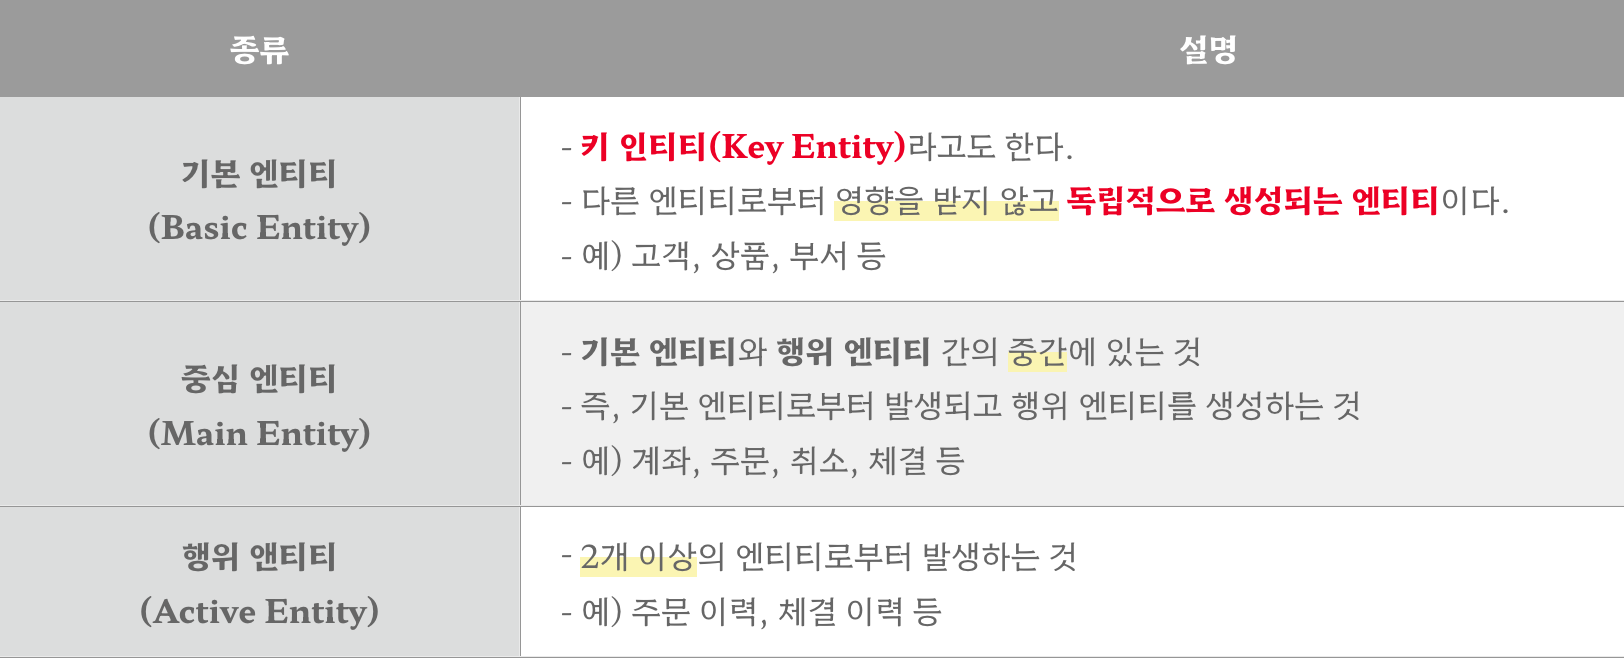 종류
설명
기본 엔티티
(Basic Entity)
- 키 인티티(Key Entity)라고도 한다.
- 다른 엔티티로부터 영향을 받지 않고 독립적으로 생성되는 엔티티이다.
- 예) 고객, 상품, 부서 등
중심 엔티티
(Main Entity)
- 기본 엔티티와 행위 엔티티 간의 중간에 있는 것
- 즉, 기본 엔티티로부터 발생되고 행위 엔티티를 생성하는 것
- 예) 계좌, 주문, 취소, 체결 등
행위 앤티티
(Active Entity)
- 2개 이상의 엔티티로부터 발생하는 것
- 예) 주문 이력, 체결 이력 등